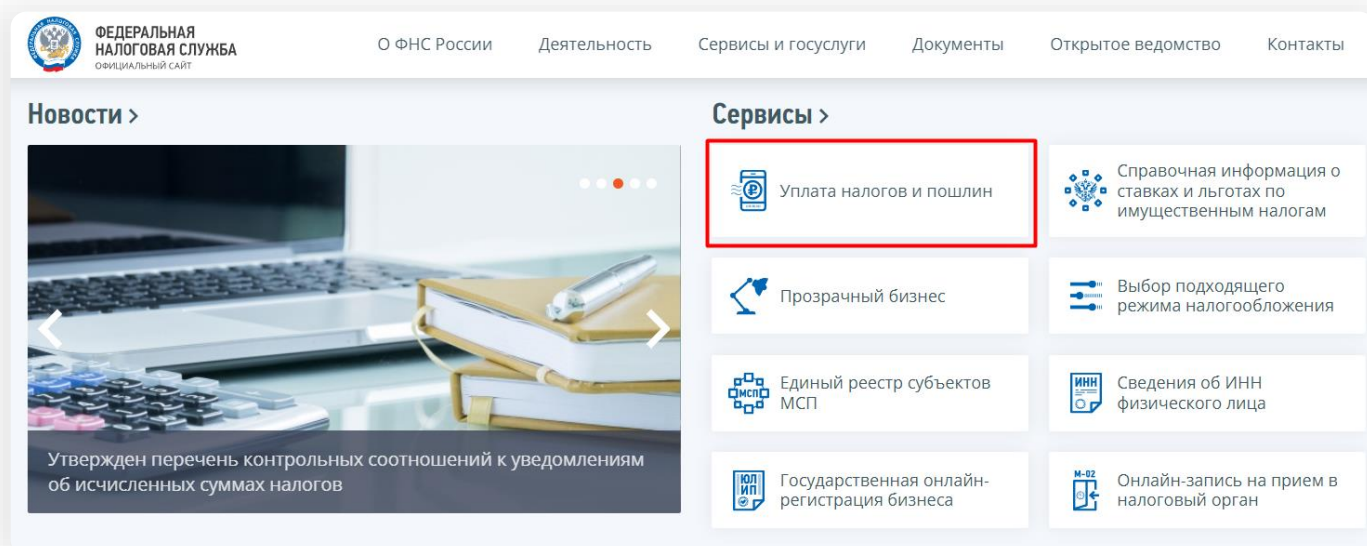 ФЕДЕРАЛЬНАЯ
НАЛОГОВАЯ СЛУЖБА
ОФИЦИАЛЬНЫЙ САЙТ
О ФНС России
Деятельность
Сервисы и госуслуги
Документы
Открытое ведомство
Контакты
Новости >
Утвержден перечень контрольных соотношений к уведомлениям
об исчисленных суммах налогов
Сервисы >
Уплата налогов и пошлин
Справочная информация о
ставках и льготах по
имущественным налогам
Прозрачный бизнес
Выбор подходящего
режима налогообложения
МСП
Единый реестр субъектов
МСП
ИНН
Сведения об ИНН
физического лица
ЮЛ
ИП
Государственная онлайн-
регистрация бизнеса
М-02
Онлайн-запись на прием в
налоговый орган